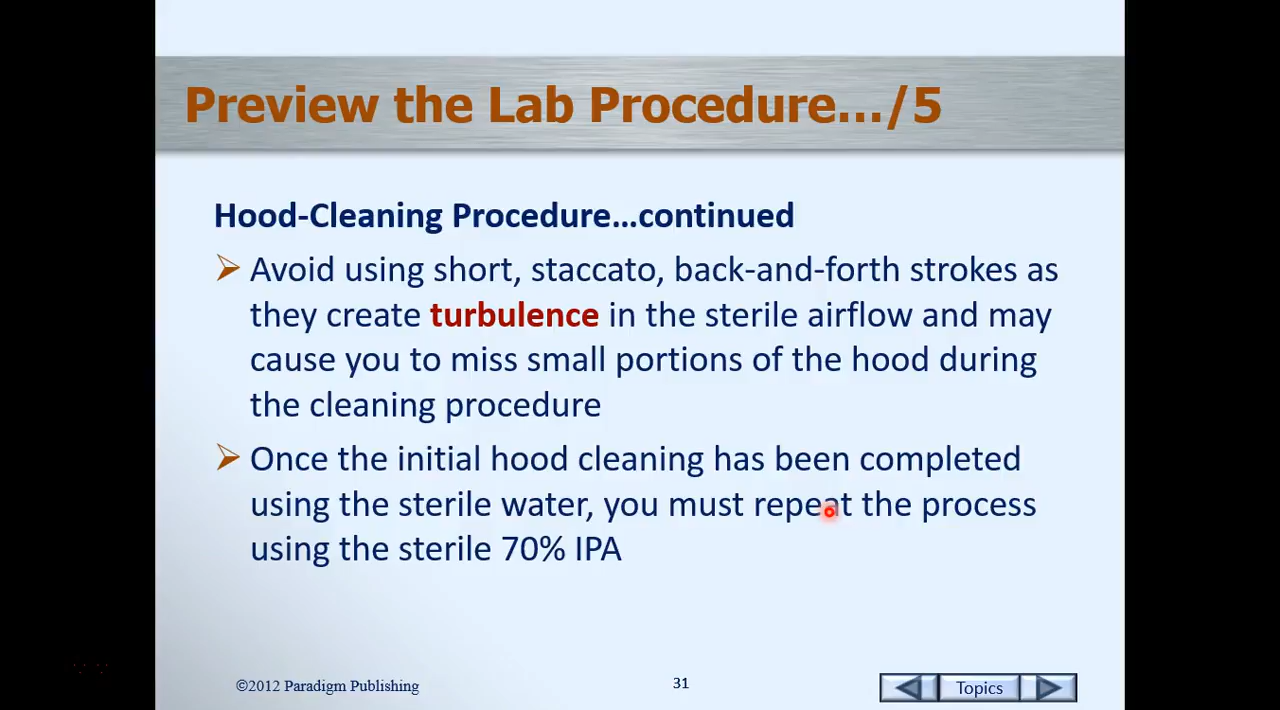 Preview the Lab Procedure.../5
Hood-Cleaning Procedure...continued
Avoid using short, staccato, back-and-forth strokes as
they create turbulence in the sterile airflow and may
cause you to miss small portions of the hood during
the cleaning procedure
Once the initial hood cleaning has been completed
using the sterile water, you must repeat the process
using the sterile 70% IPA
©2012 Paradigm Publishing
31
Topics